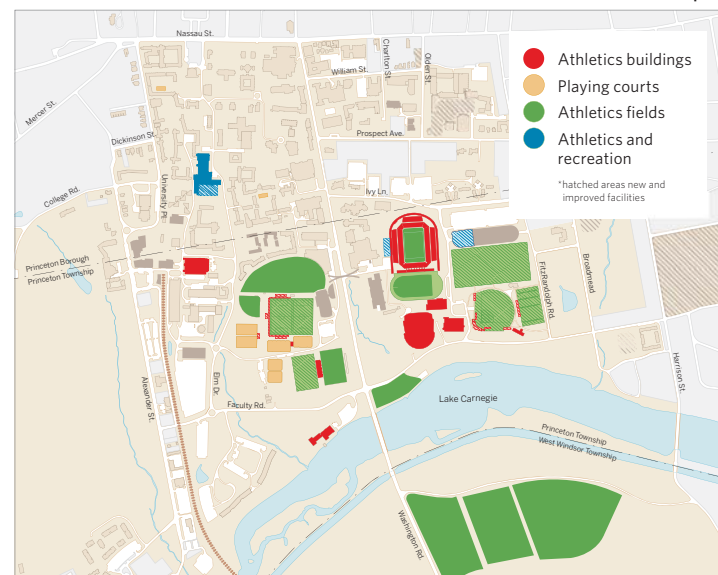 Nassau St.
Charlton St.
Olden St.
William St.
Mercer St.
Prospect Ave.
Dickinson St.
University Pl.
College Rd.
Ivy Ln.
Princeton Borough
Princeton Township
FitzRandolph Rd.
Broadmead
Harrison St.
Alexander St.
Elm Dr.
Faculty Rd.
Lake Carnegie
Princeton Township
West Windsor Township
Washington Rd.
Athletics buildings
Playing courts
Athletics fields
Athletics and
recreation
*hatched areas new and
improved facilities